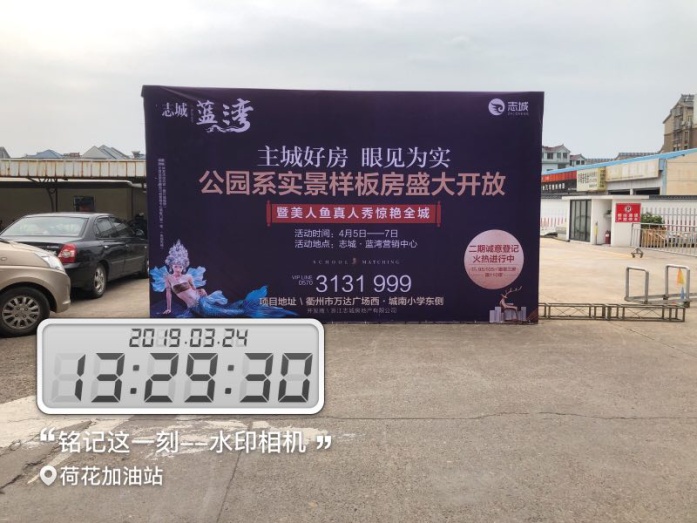 志城 蓝湾
志城
主城好房 眼见为实
公园系实景样板房盛大开放
暨美人鱼真人秀惊艳全城
活动时间：4月5日——7日
活动地点：志城·蓝湾营销中心
SCHOOL MATCHING
二期诚意登记
火热进行中
VIP LINE
0570 3131 999
项目地址\衢州市万达广场西·城南小学东侧
2019.03.24
13:29:30
“铭记这一刻--水印相机”
荷花加油站